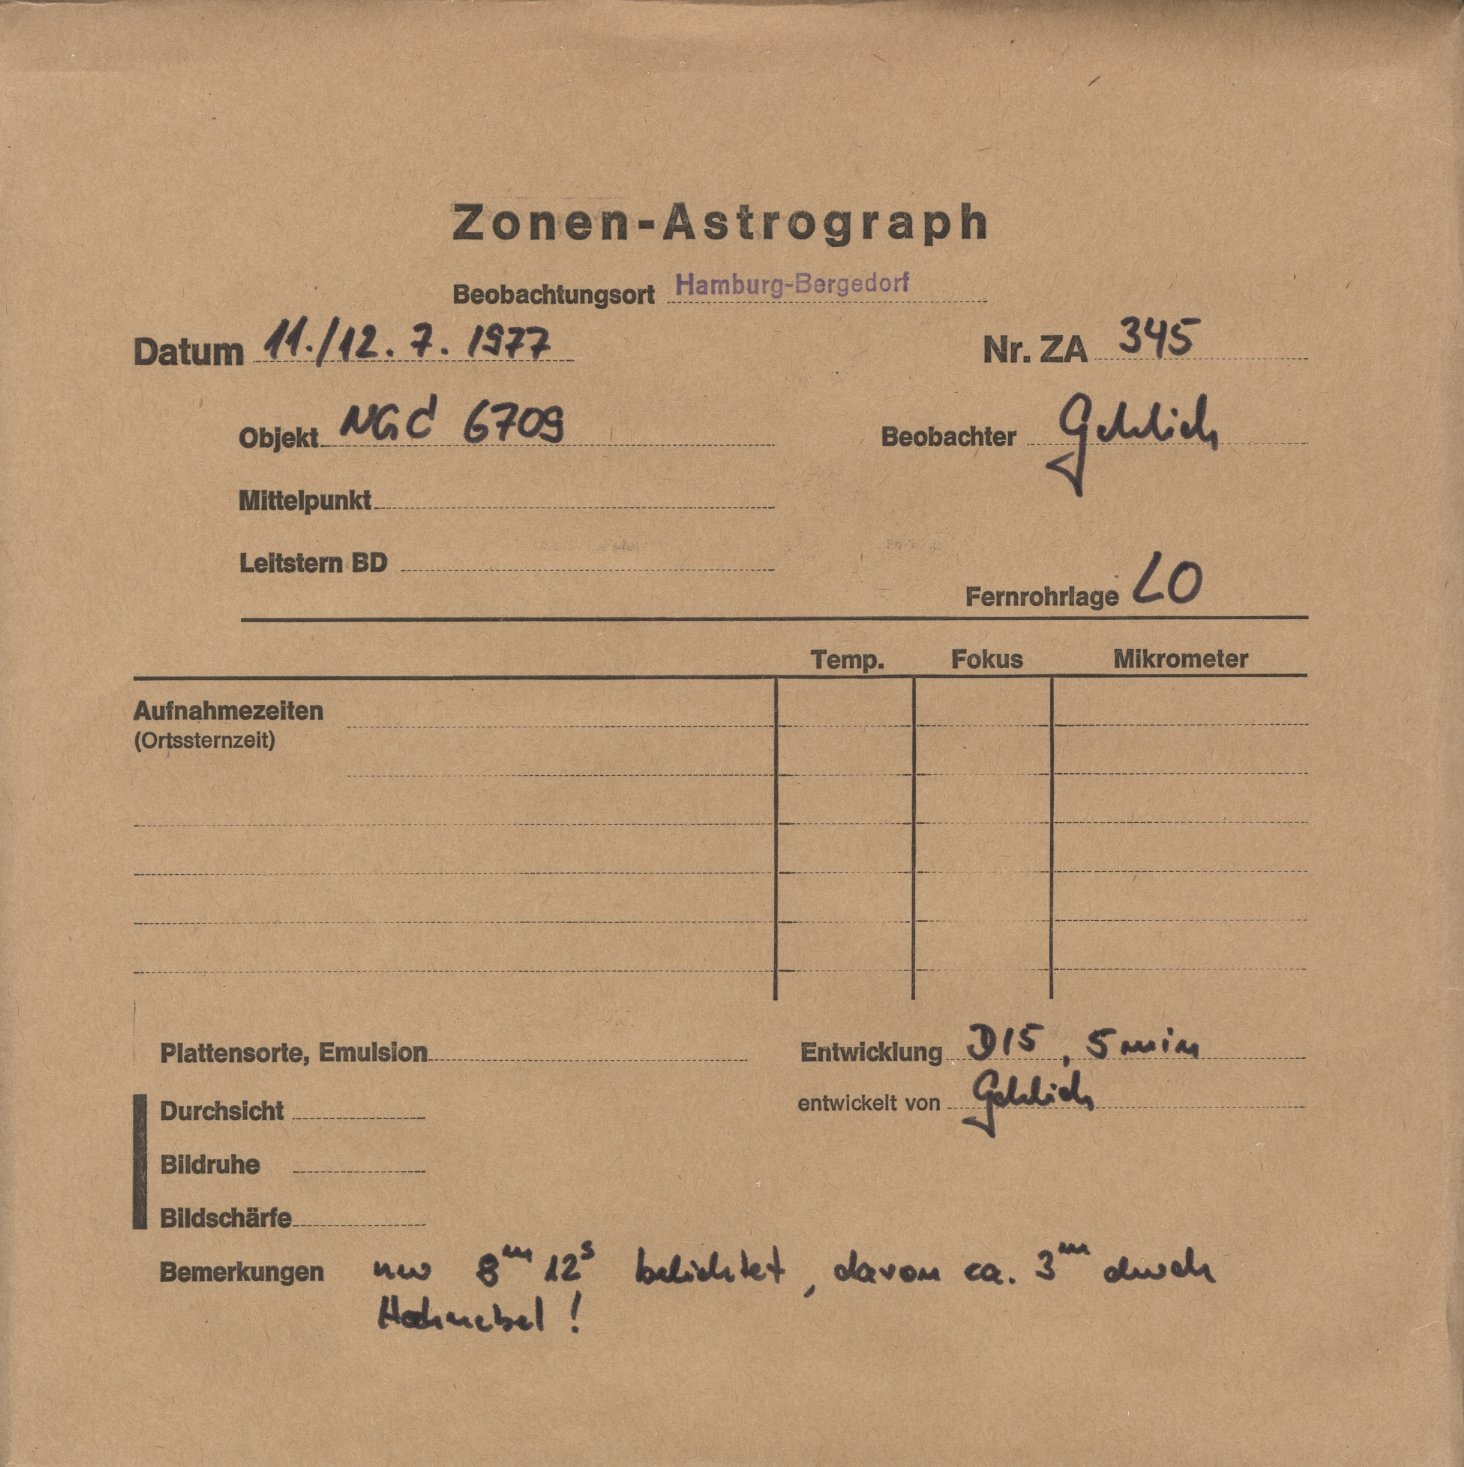 Zonen-Astrograph
Beobachtungsort Hamburg-Bergedorf
Datum 11./12. 7. 1977 Nr. ZA 345
Objekt NGC 6709 Beobachter Gehlich
Mittelpunkt
Leitstern BD
Fernrohrlage LO
Temp. Fokus Mikrometer
Aufnahmezeiten
(Ortssternzeit)
Plattensorte, Emulsion Entwicklung D15, 5 min
Durchsicht entwickelt von Gehlich
Bildruhe
Bildschärfe
Bemerkungen nur 8m 12s belichtet, davon ca. 3m durch
Hochnebel!